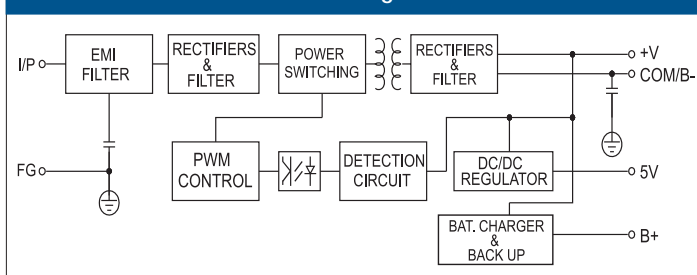 I/P
EMI
FILTER
RECTIFIERS
&
FILTER
POWER
SWITCHING
RECTIFIERS
&
FILTER
+V
COM/B-
FG
PWM
CONTROL
DETECTION
CIRCUIT
DC/DC
REGULATOR
5V
BAT. CHARGER
&
BACK UP
B+